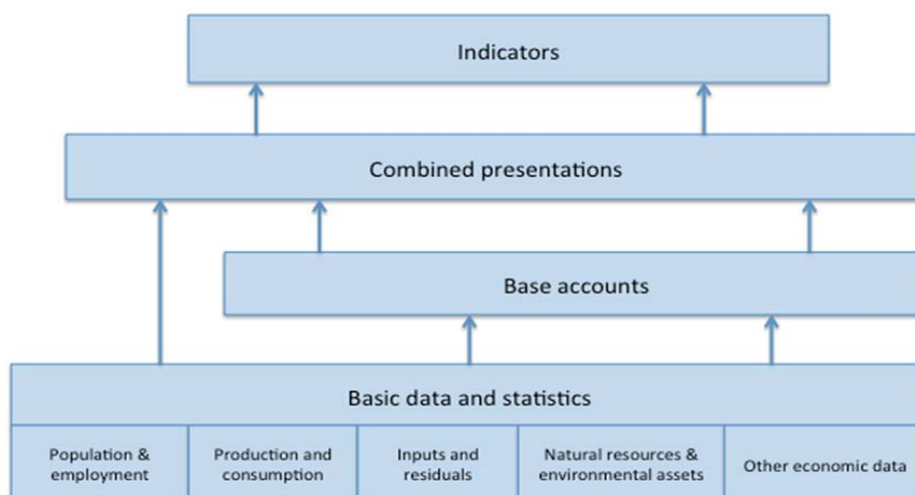 Indicators
Combined presentations
Base accounts
Basic data and statistics
Population &
employment
Production and
consumption
Inputs and
residuals
Natural resources &
environmental assets
Other economic data